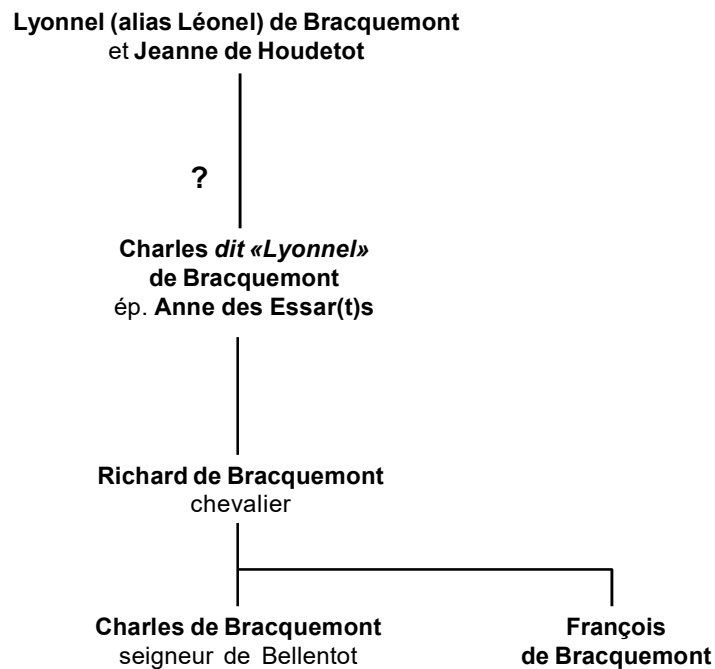 Lyonnel (alias Léonel) de Bracquemont
et Jeanne de Houdetot
?
Charles dit «Lyonnel»
de Bracquemont
ép. Anne des Essar(t)s
Richard de Bracquemont
chevalier
Charles de Bracquemont
seigneur de Bellentot
François
de Bracquemont